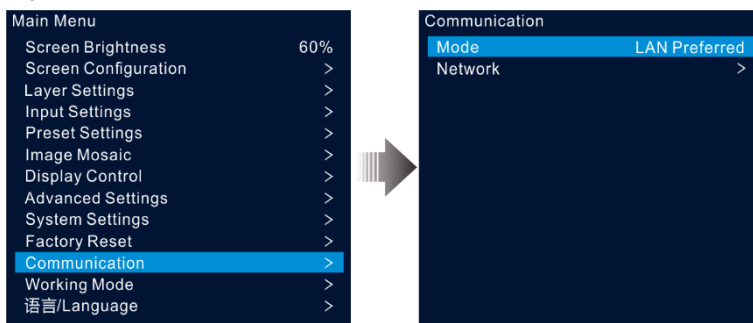 Main Menu
Screen Brightness 60%
Screen Configuration >
Layer Settings >
Input Settings >
Preset Settings >
Image Mosaic >
Display Control >
Advanced Settings >
System Settings >
Factory Reset >
Communication >
Working Mode >
语言/Language >
Communication
Mode LAN Preferred
Network >